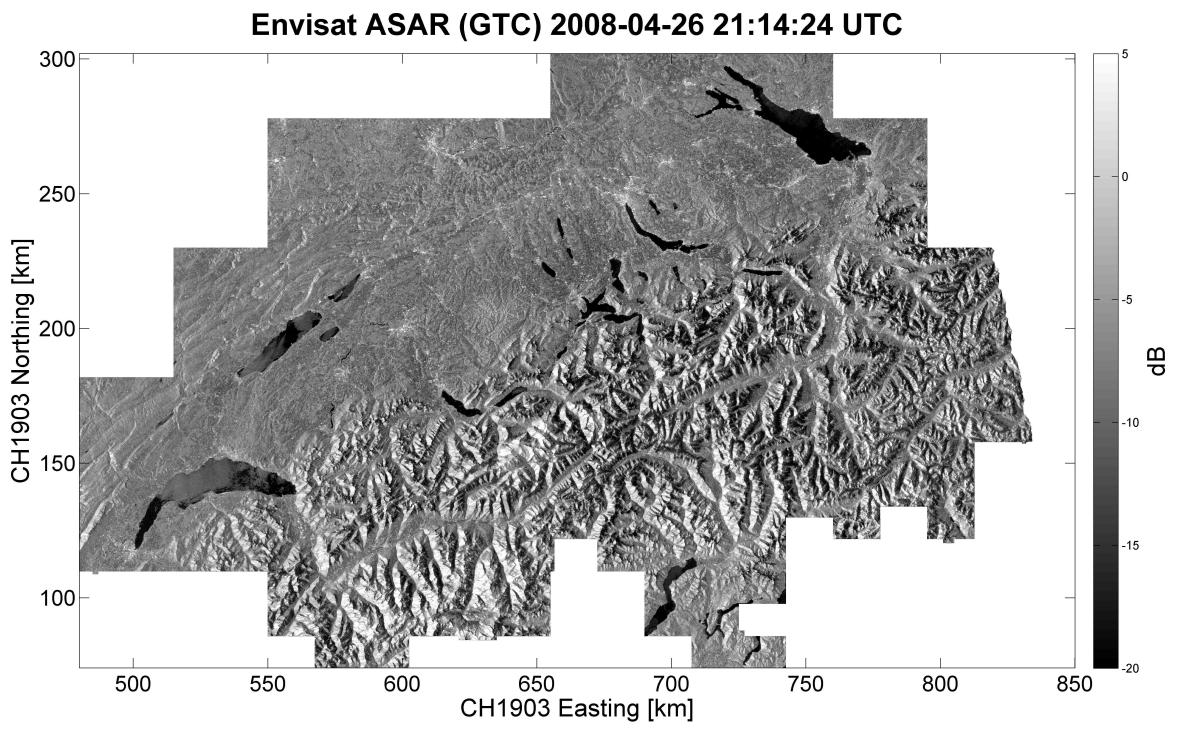 Envisat ASAR (GTC) 2008-04-26 21:14:24 UTC
300
250
200
150
100
CH1903 Northing [km]
500 550 600 650 700 750 800 850
CH1903 Easting [km]
5
0
-5
-10
-15
-20
dB